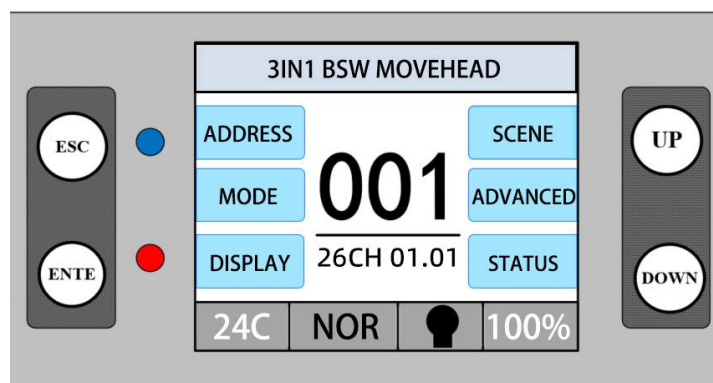 3IN1 BSW MOVEHEAD
ESC
ADDRESS
SCENE
UP
MODE
001
ADVANCED
ENTE
DISPLAY
26CH 01.01
STATUS
DOWN
24C NOR 100%